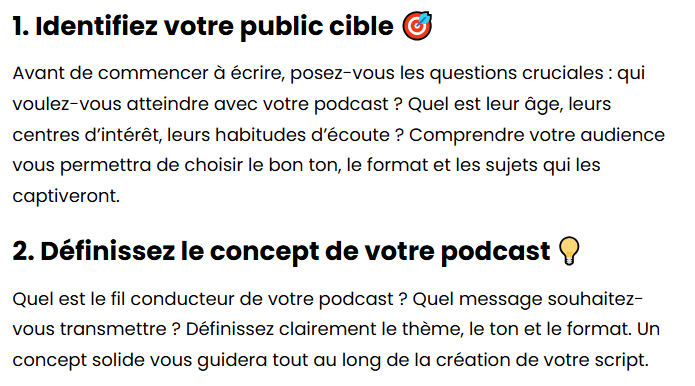 1. Identifiez votre public cible 🎯
Avant de commencer à écrire, posez-vous les questions cruciales : qui
voulez-vous atteindre avec votre podcast ? Quel est leur âge, leurs
centres d’intérêt, leurs habitudes d’écoute ? Comprendre votre audience
vous permettra de choisir le bon ton, le format et les sujets qui les
captiveront.
2. Définissez le concept de votre podcast 💡
Quel est le fil conducteur de votre podcast ? Quel message souhaitez-
vous transmettre ? Définissez clairement le thème, le ton et le format. Un
concept solide vous guidera tout au long de la création de votre script.